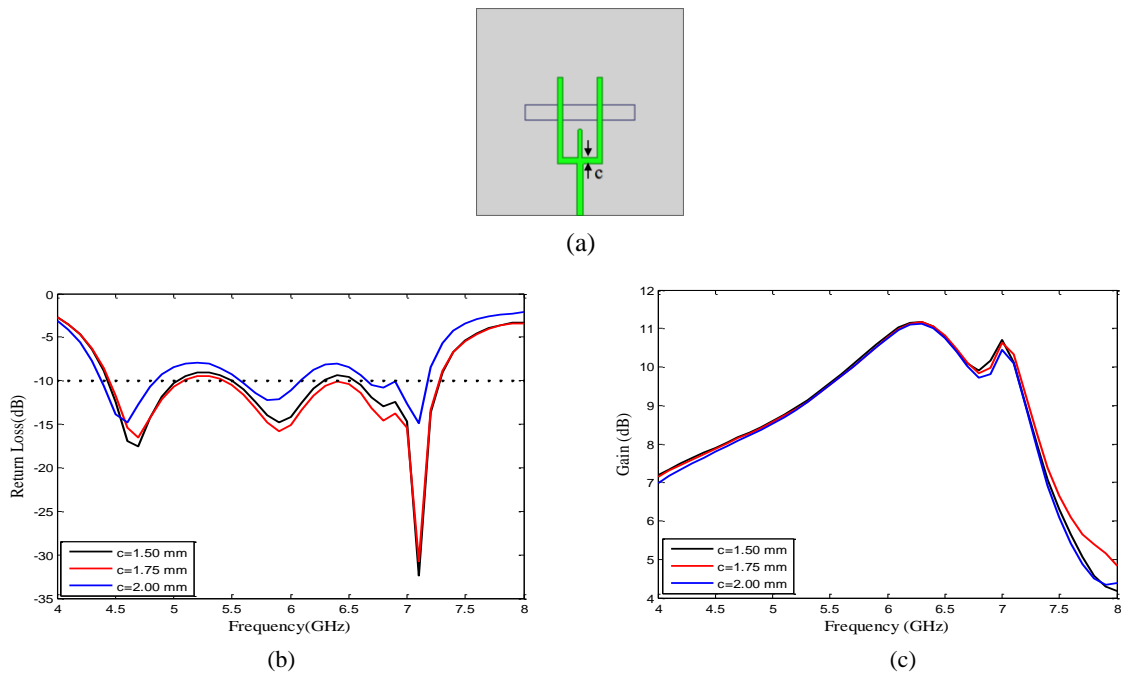 c
(a)
0
-5
-10
-15
-20
-25
-30
-35
Return Loss(dB)
c=1.50 mm
c=1.75 mm
c=2.00 mm
4
4.5
5
5.5
6
6.5
7
7.5
8
Frequency(GHz)
(b)
12
11
10
9
8
7
6
5
4
Gain (dB)
c=1.50 mm
c=1.75 mm
c=2.00 mm
4
4.5
5
5.5
6
6.5
7
7.5
8
Frequency (GHz)
(c)